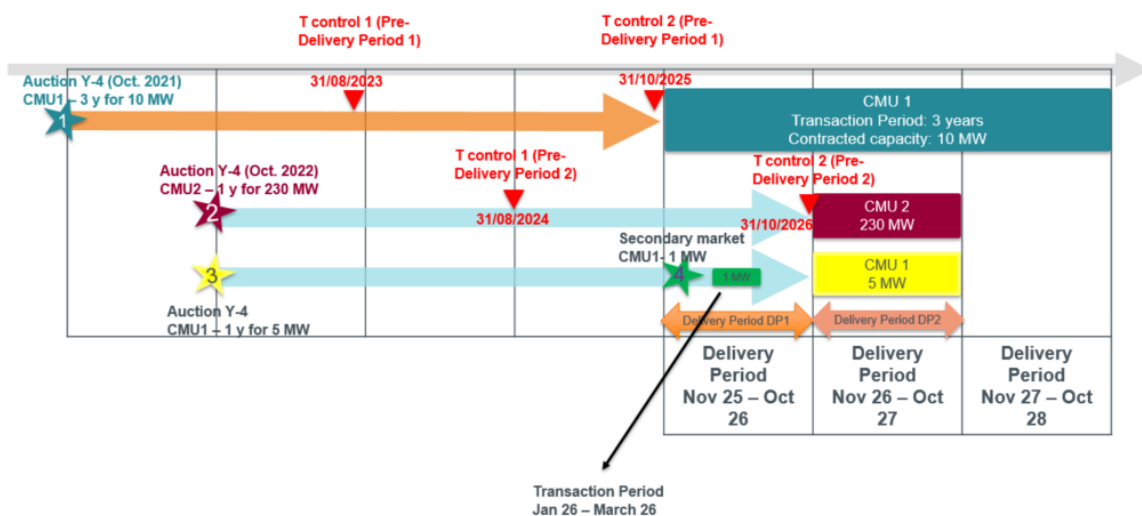 T control 1 (Pre-
Delivery Period 1)
T control 2 (Pre-
Delivery Period 1)
Auction Y-4 (Oct. 2021)
CMU1 – 3 y for 10 MW
31/08/2023
31/10/2025
1
CMU 1
Transaction Period: 3 years
Contracted capacity: 10 MW
Auction Y-4 (Oct. 2022)
CMU2 – 1 y for 230 MW
T control 1 (Pre-
Delivery Period 2)
T control 2 (Pre-
Delivery Period 2)
2
31/08/2024
31/10/2026
CMU 2
230 MW
Secondary market
CMU1- 1 MW
3
4
1 MW
CMU 1
5 MW
Auction Y-4
CMU1 – 1 y for 5 MW
Delivery Period DP1
Delivery Period DP2
Delivery
Period
Nov 25 – Oct
26
Delivery
Period
Nov 26 – Oct
27
Delivery
Period
Nov 27 – Oct
28
Transaction Period
Jan 26 – March 26